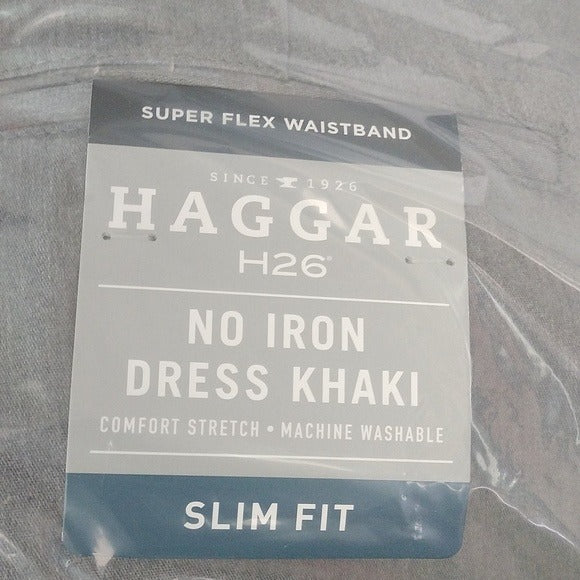 SUPER FLEX WAISTBAND
SINCE 1926
HAGGAR
H26®
NO IRON
DRESS KHAKI
COMFORT STRETCH • MACHINE WASHABLE
SLIM FIT